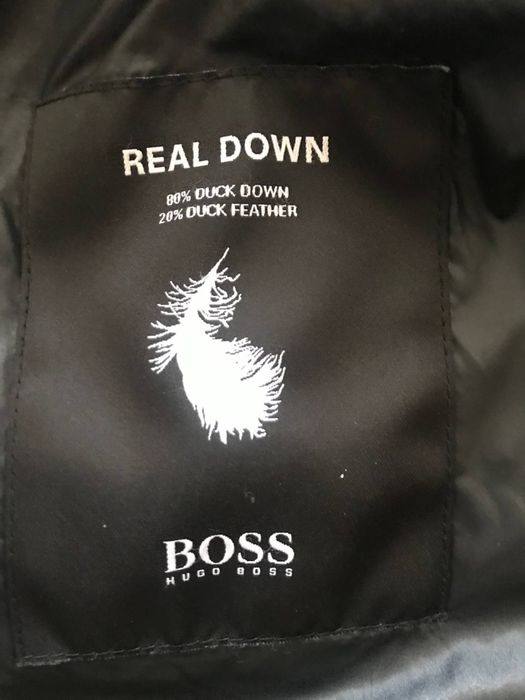 REAL DOWN
80% DUCK DOWN
20% DUCK FEATHER
BOSS
HUGO BOSS